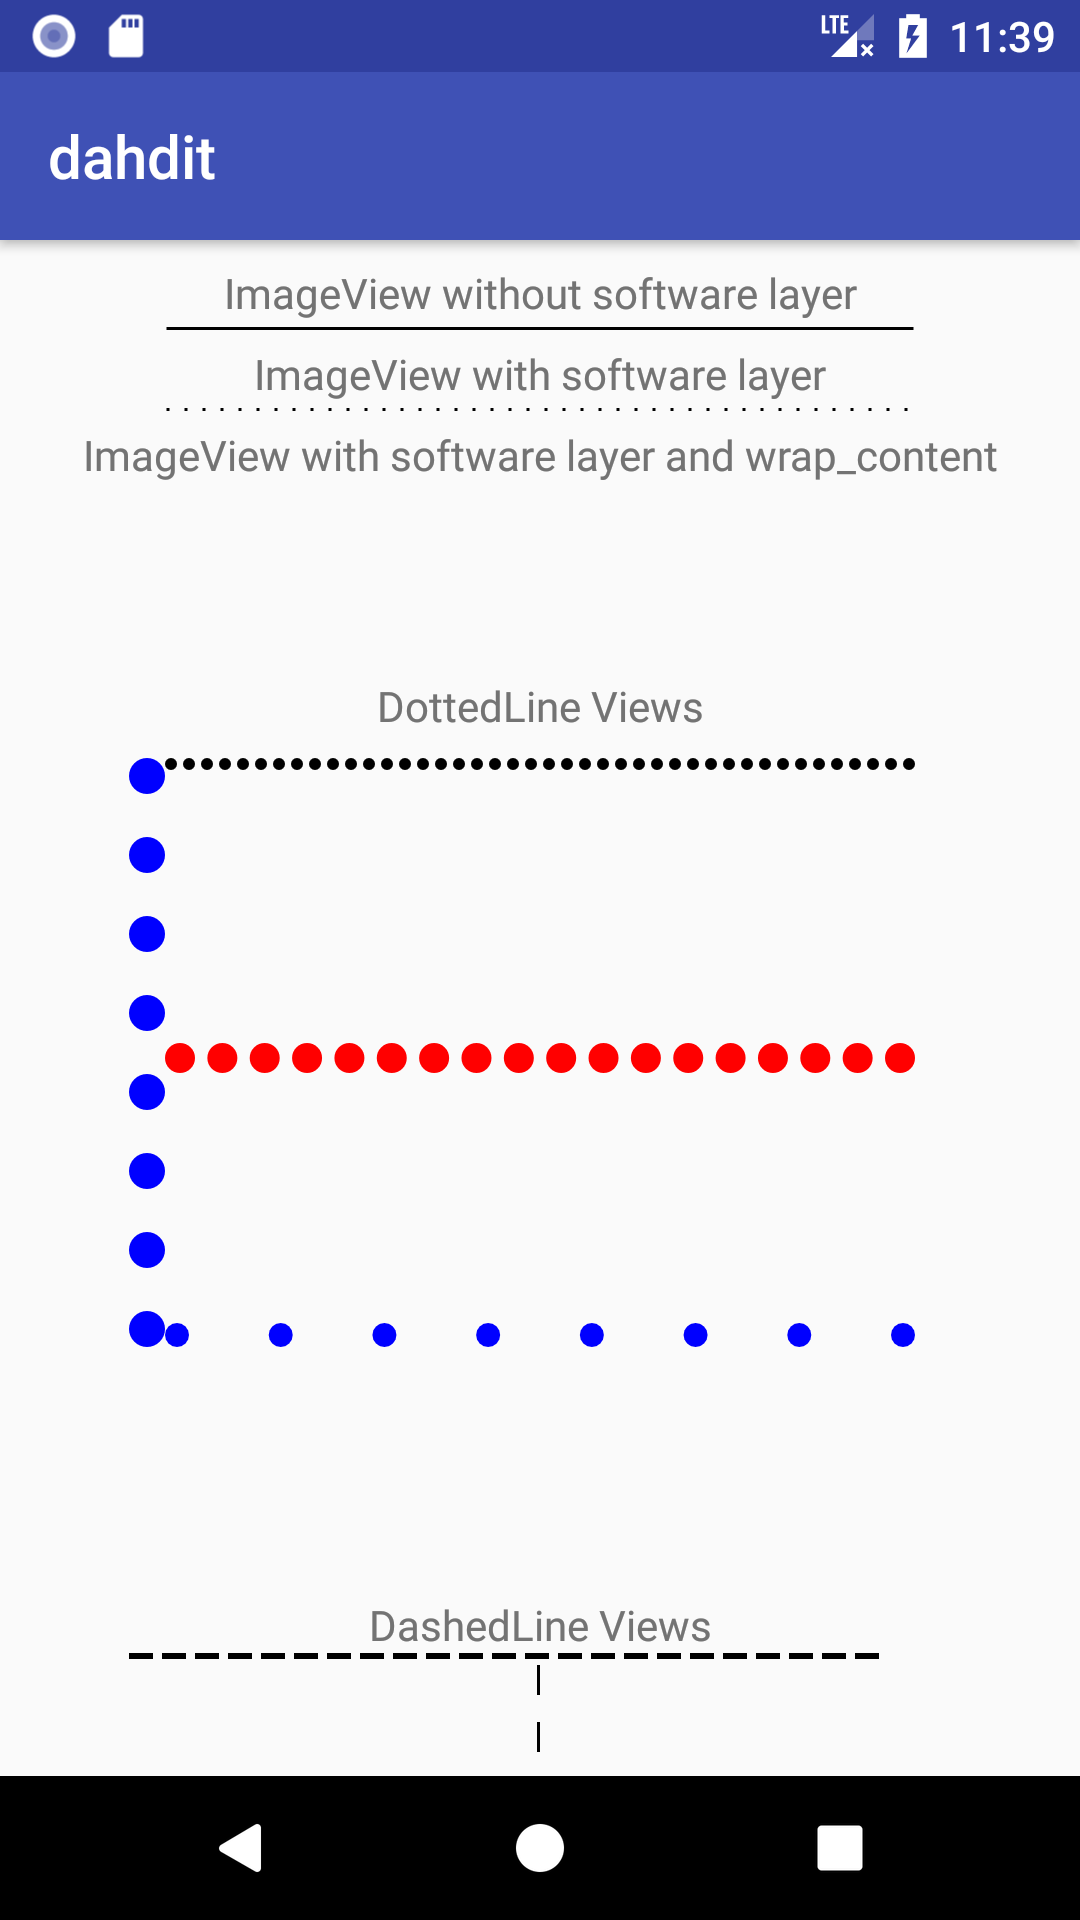 LTE 11:39
dahdit
ImageView without software layer
ImageView with software layer
ImageView with software layer and wrap_content
DottedLine Views
DashedLine Views